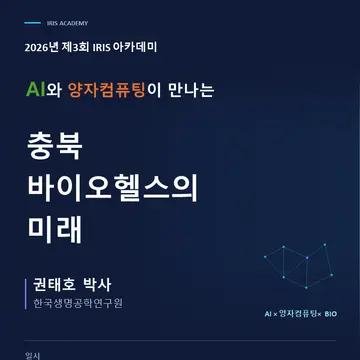 IRIS ACADEMY
2026년 제3회 IRIS 아카데미
AI와 양자컴퓨팅이 만나는
충북
바이오헬스의
미래
권태호 박사
한국생명공학연구원
AI × 양자컴퓨팅× BIO
일시